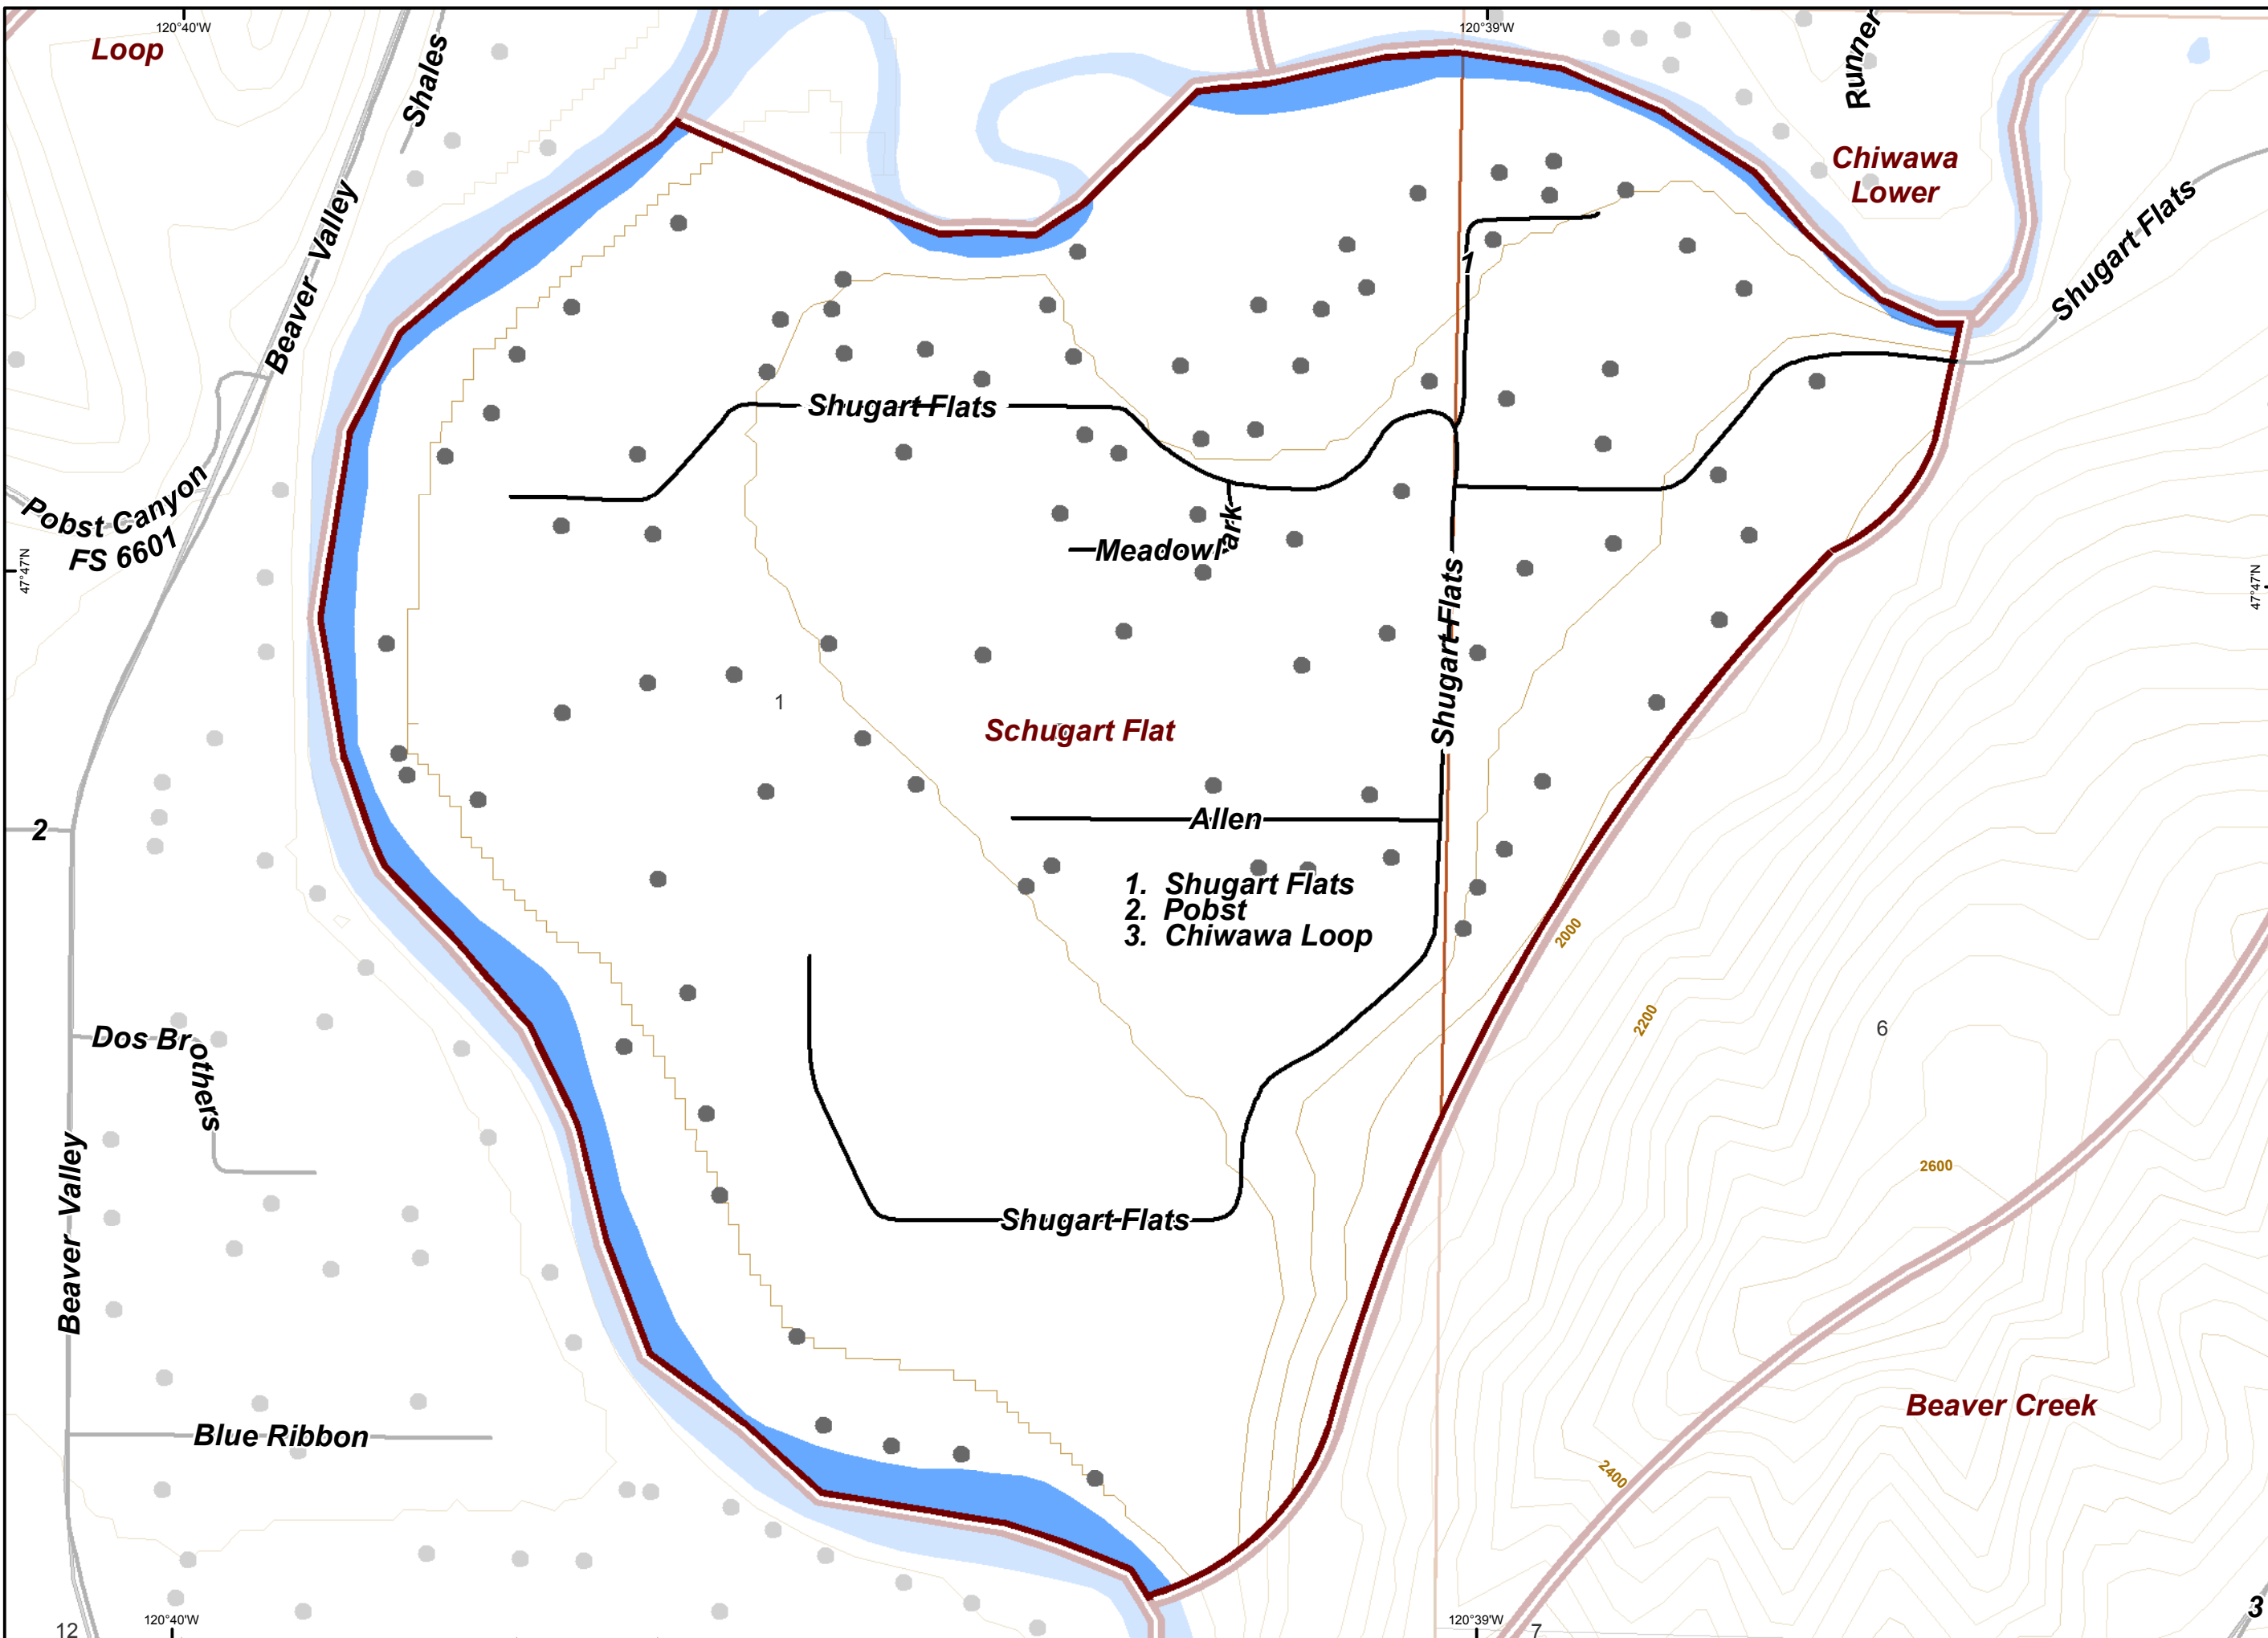 120°40'W
120°39'W
Loop
Shales
Runner
Chiwawa
Lower
Beaver Valley
Shugart Flats
1
Shugart Flats
Pobst Canyon
FS 6601
47°47'N
47°47'N
Meadowlark
Shugart Flats
1
Schugart Flat
Allen
2
1. Shugart Flats
2. Pobst
3. Chiwawa Loop
2000
2200
6
Dos Brothers
2600
Beaver Valley
Shugart Flats
Beaver Creek
Blue Ribbon
2400
120°40'W
120°39'W
12
7
3